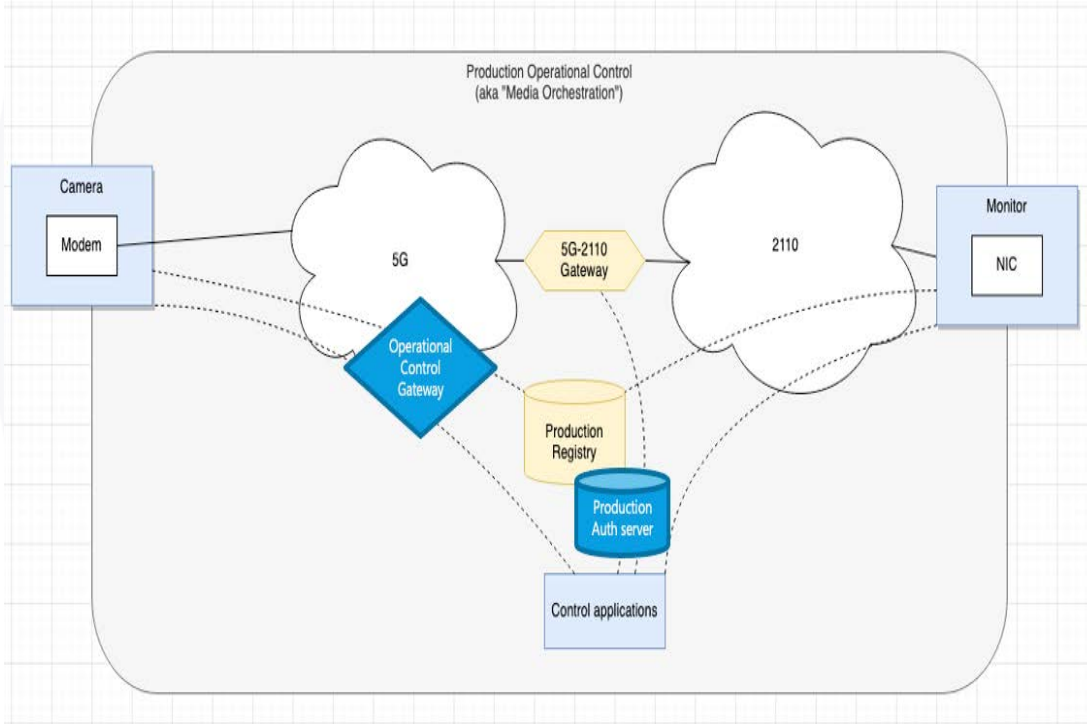 Production Operational Control
(aka "Media Orchestration")
Camera
Modem
5G
5G-2110
Gateway
2110
Monitor
NIC
Operational
Control
Gateway
Production
Registry
Production
Auth server
Control applications